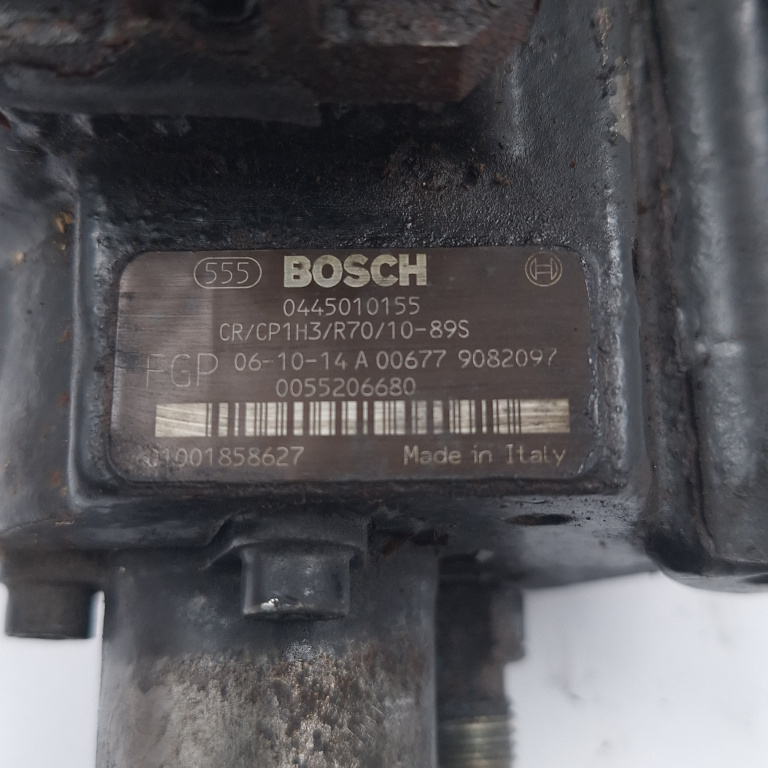 555 BOSCH
0445010155
CR/CP1H3/R70/10-89S
FGP 06-10-14 A 00677 9082097
0055206680
1001858627 Made in Italy